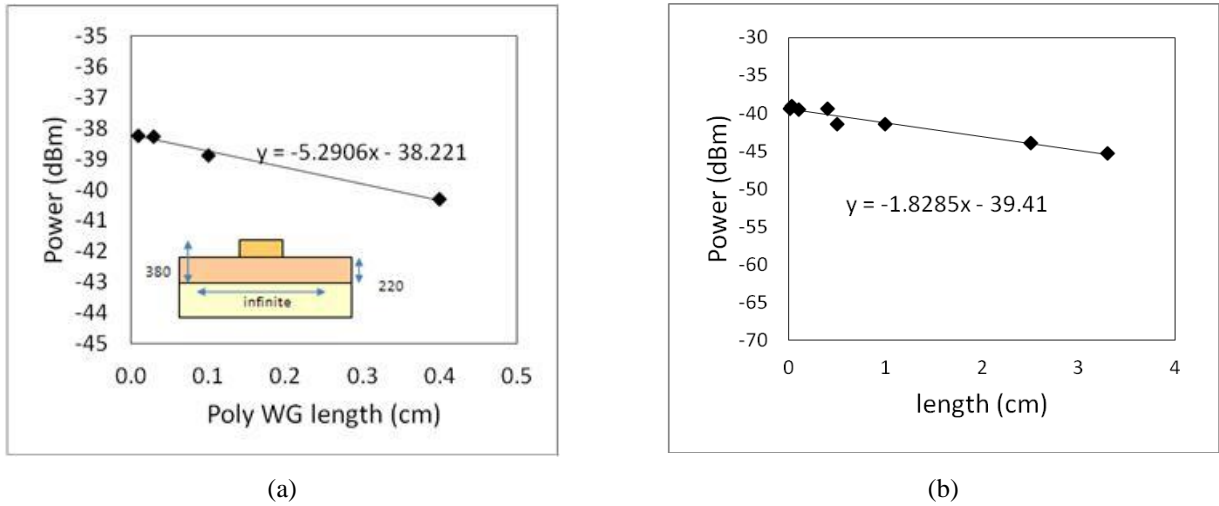 -35
-36
-37
-38
-39
-40
-41
-42
-43
-44
-45
Power (dBm)
y = -5.2906x - 38.221
380
infinite
220
0.0 0.1 0.2 0.3 0.4 0.5
Poly WG length (cm)
(a)
-30
-35
-40
-45
-50
-55
-60
-65
-70
Power (dBm)
y = -1.8285x - 39.41
0 1 2 3 4
length (cm)
(b)